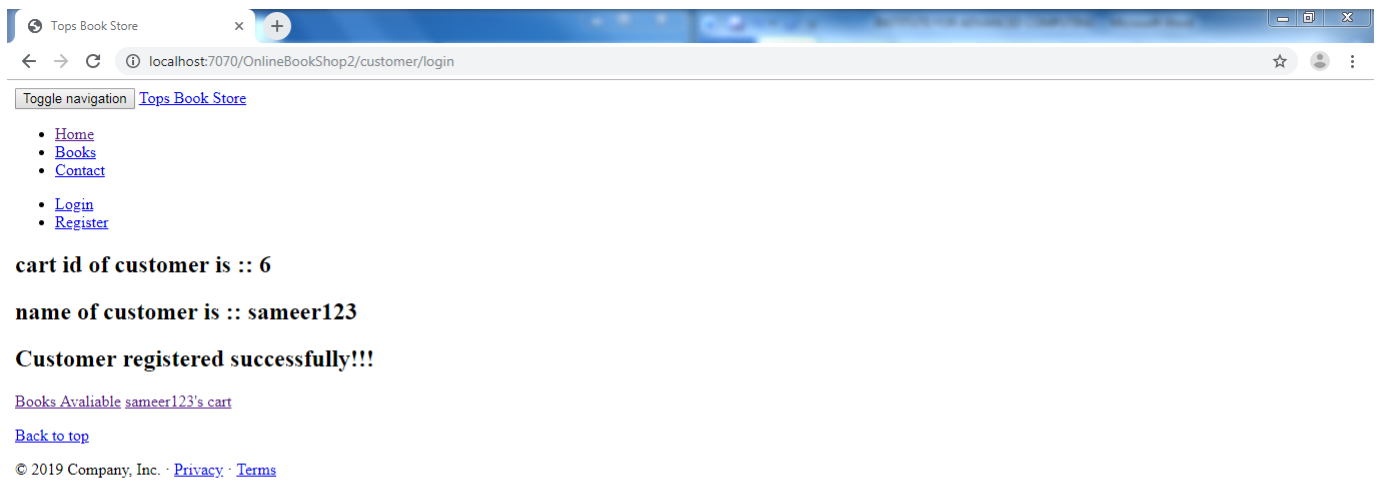 Tops Book Store
localhost:7070/OnlineBookShop2/customer/login
Toggle navigation Tops Book Store
Home
Books
Contact
Login
Register
cart id of customer is :: 6
name of customer is :: sameer123
Customer registered successfully!!!
Books Avaliable sameer123's cart
Back to top
© 2019 Company, Inc. · Privacy · Terms